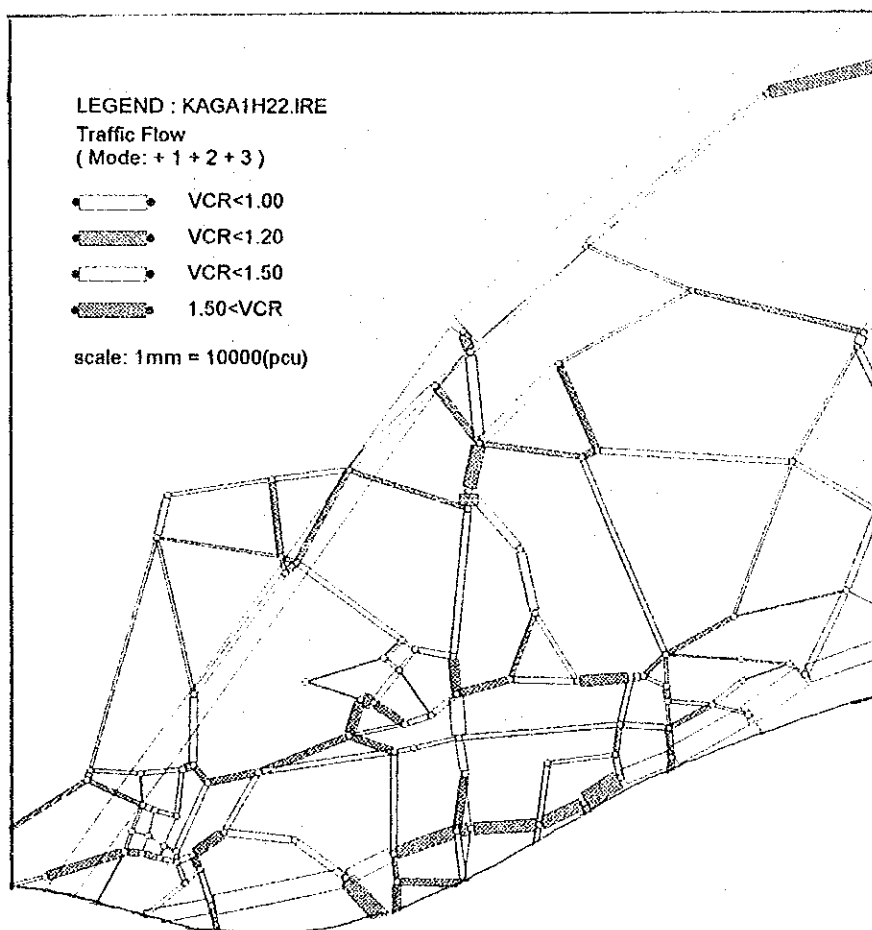 LEGEND : KAGA1H22.IRE
Traffic Flow
( Mode: + 1 + 2 + 3 )
VCR<1.00
VCR<1.20
VCR<1.50
1.50<VCR
scale: 1mm = 10000(pcu)